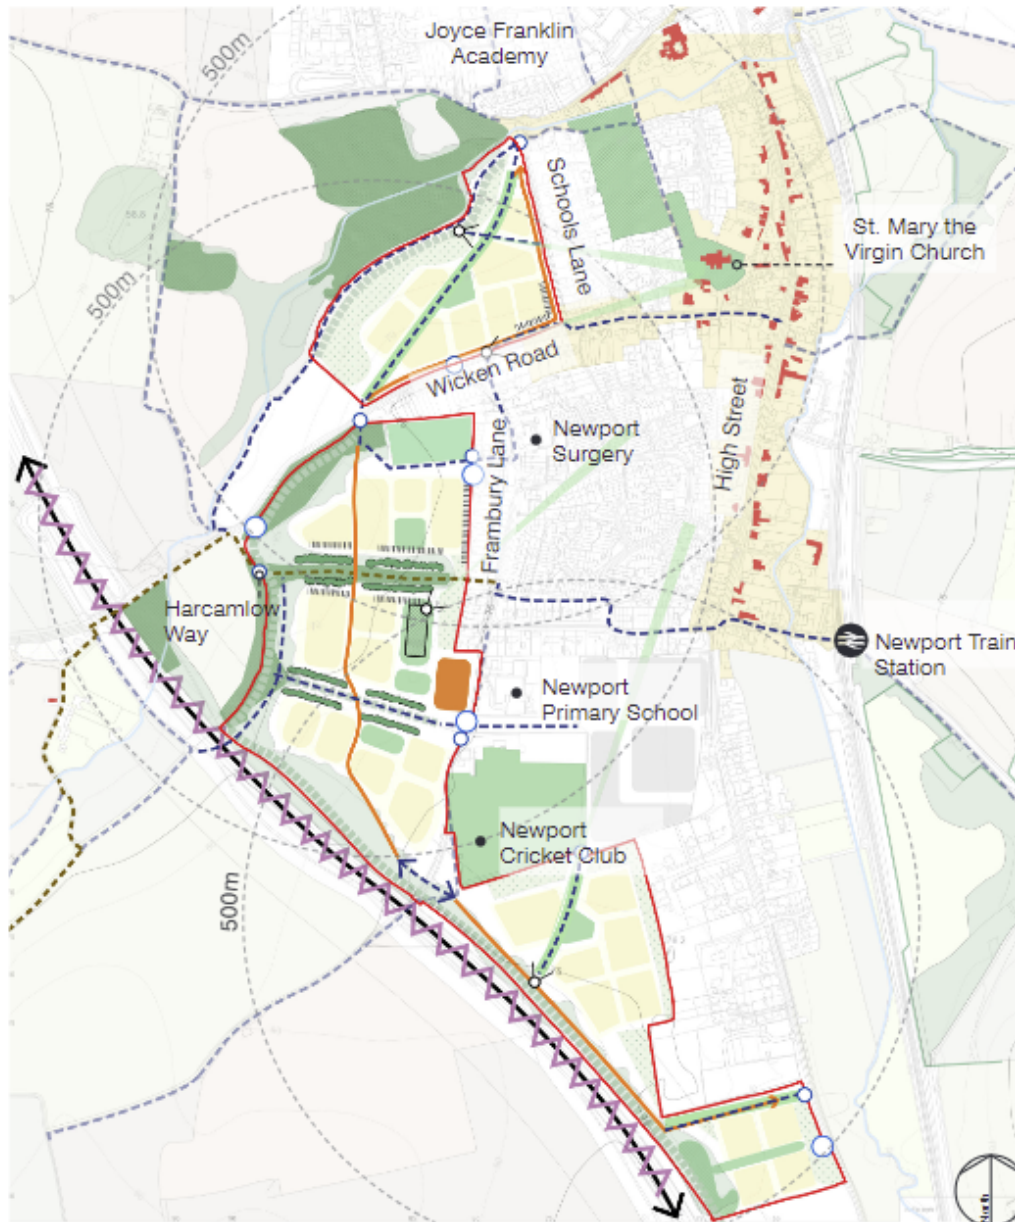 Joyce Franklin
Academy
500m
Schools Lane
St. Mary the
Virgin Church
500m
Wicken Road
High Street
Newport
Surgery
Frambury Lane
Harcamlow
Way
Newport Train
Station
Newport
Primary School
Newport
Cricket Club
500m
North